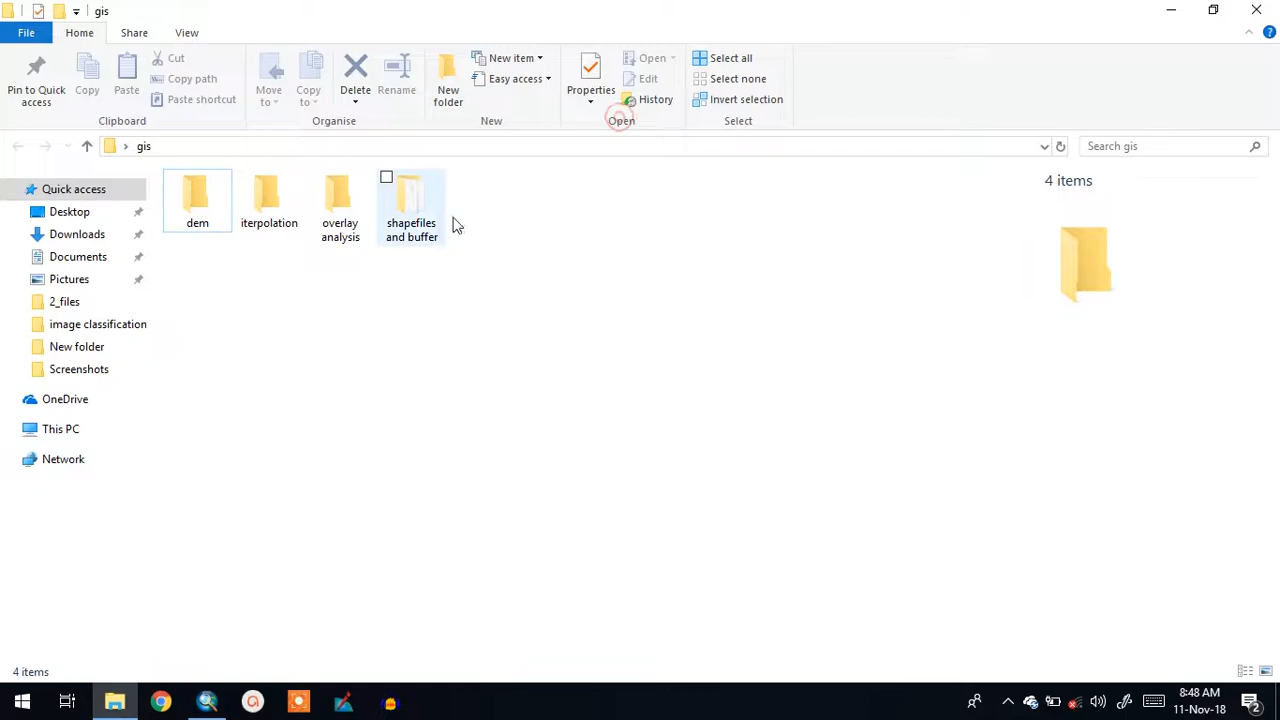 gis
File Home Share View
Pin to Quick access
Copy
Paste
Cut
Copy path
Paste shortcut
Clipboard
Move to
Copy to
Delete
Rename
Organise
New folder
New item
Easy access
New
Properties
Open
Edit
History
Open
Select all
Select none
Invert selection
Select
gis
Search gis
Quick access
Desktop
Downloads
Documents
Pictures
2_files
image classification
New folder
Screenshots
OneDrive
This PC
Network
dem
iterpolation
overlay analysis
shapefiles and buffer
4 items
4 items
8:48 AM
11-Nov-18
2